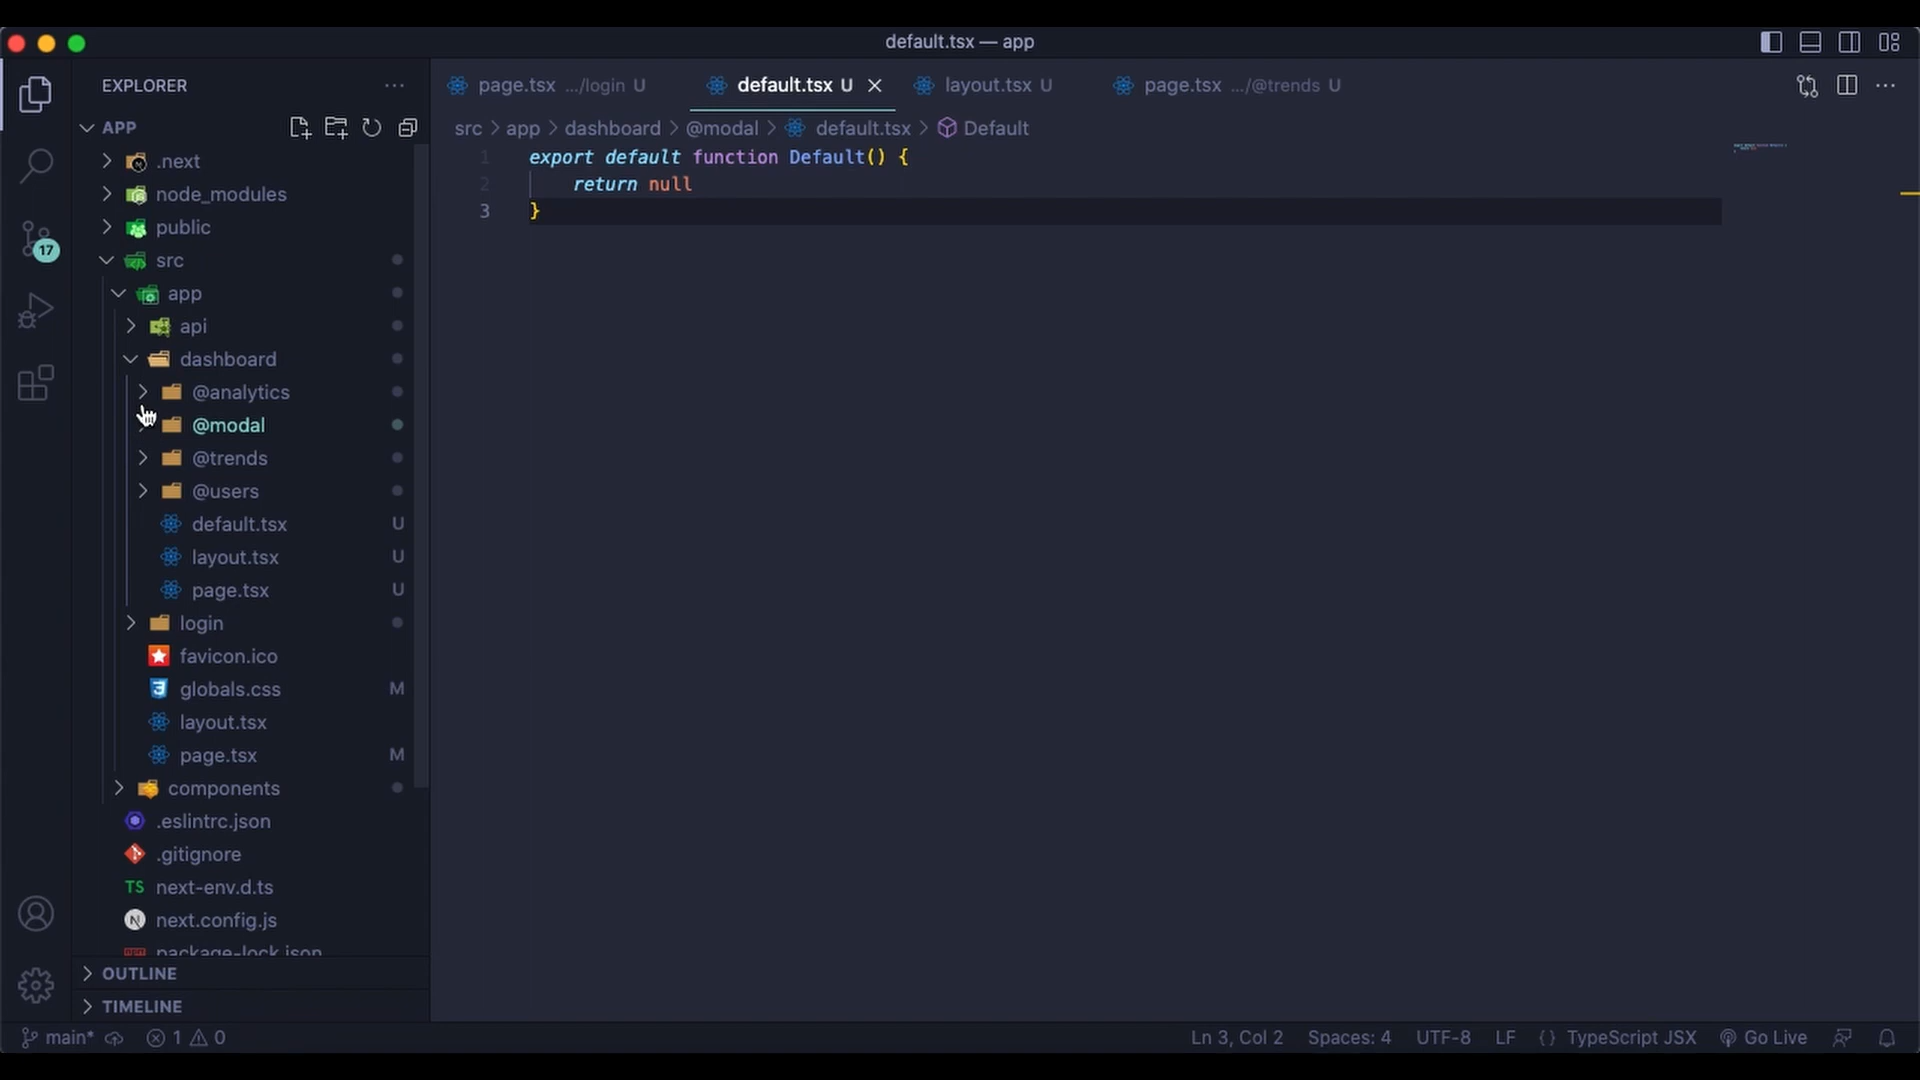 default.tsx — app
EXPLORER
page.tsx .../login U
default.tsx U
layout.tsx U
page.tsx .../@trends U
APP
src > app > dashboard > @modal > default.tsx > Default
.next
node_modules
public
src
app
api
dashboard
@analytics
@modal
@trends
@users
default.tsx U
layout.tsx U
page.tsx U
login
favicon.ico
globals.css M
layout.tsx
page.tsx M
components
.eslintrc.json
.gitignore
TS next-env.d.ts
N next.config.js
package-lock.json
OUTLINE
TIMELINE
17
1 export default function Default() {
2 return null
3 }
main* 1 0
Ln 3, Col 2 Spaces: 4 UTF-8 LF {} TypeScript JSX Go Live